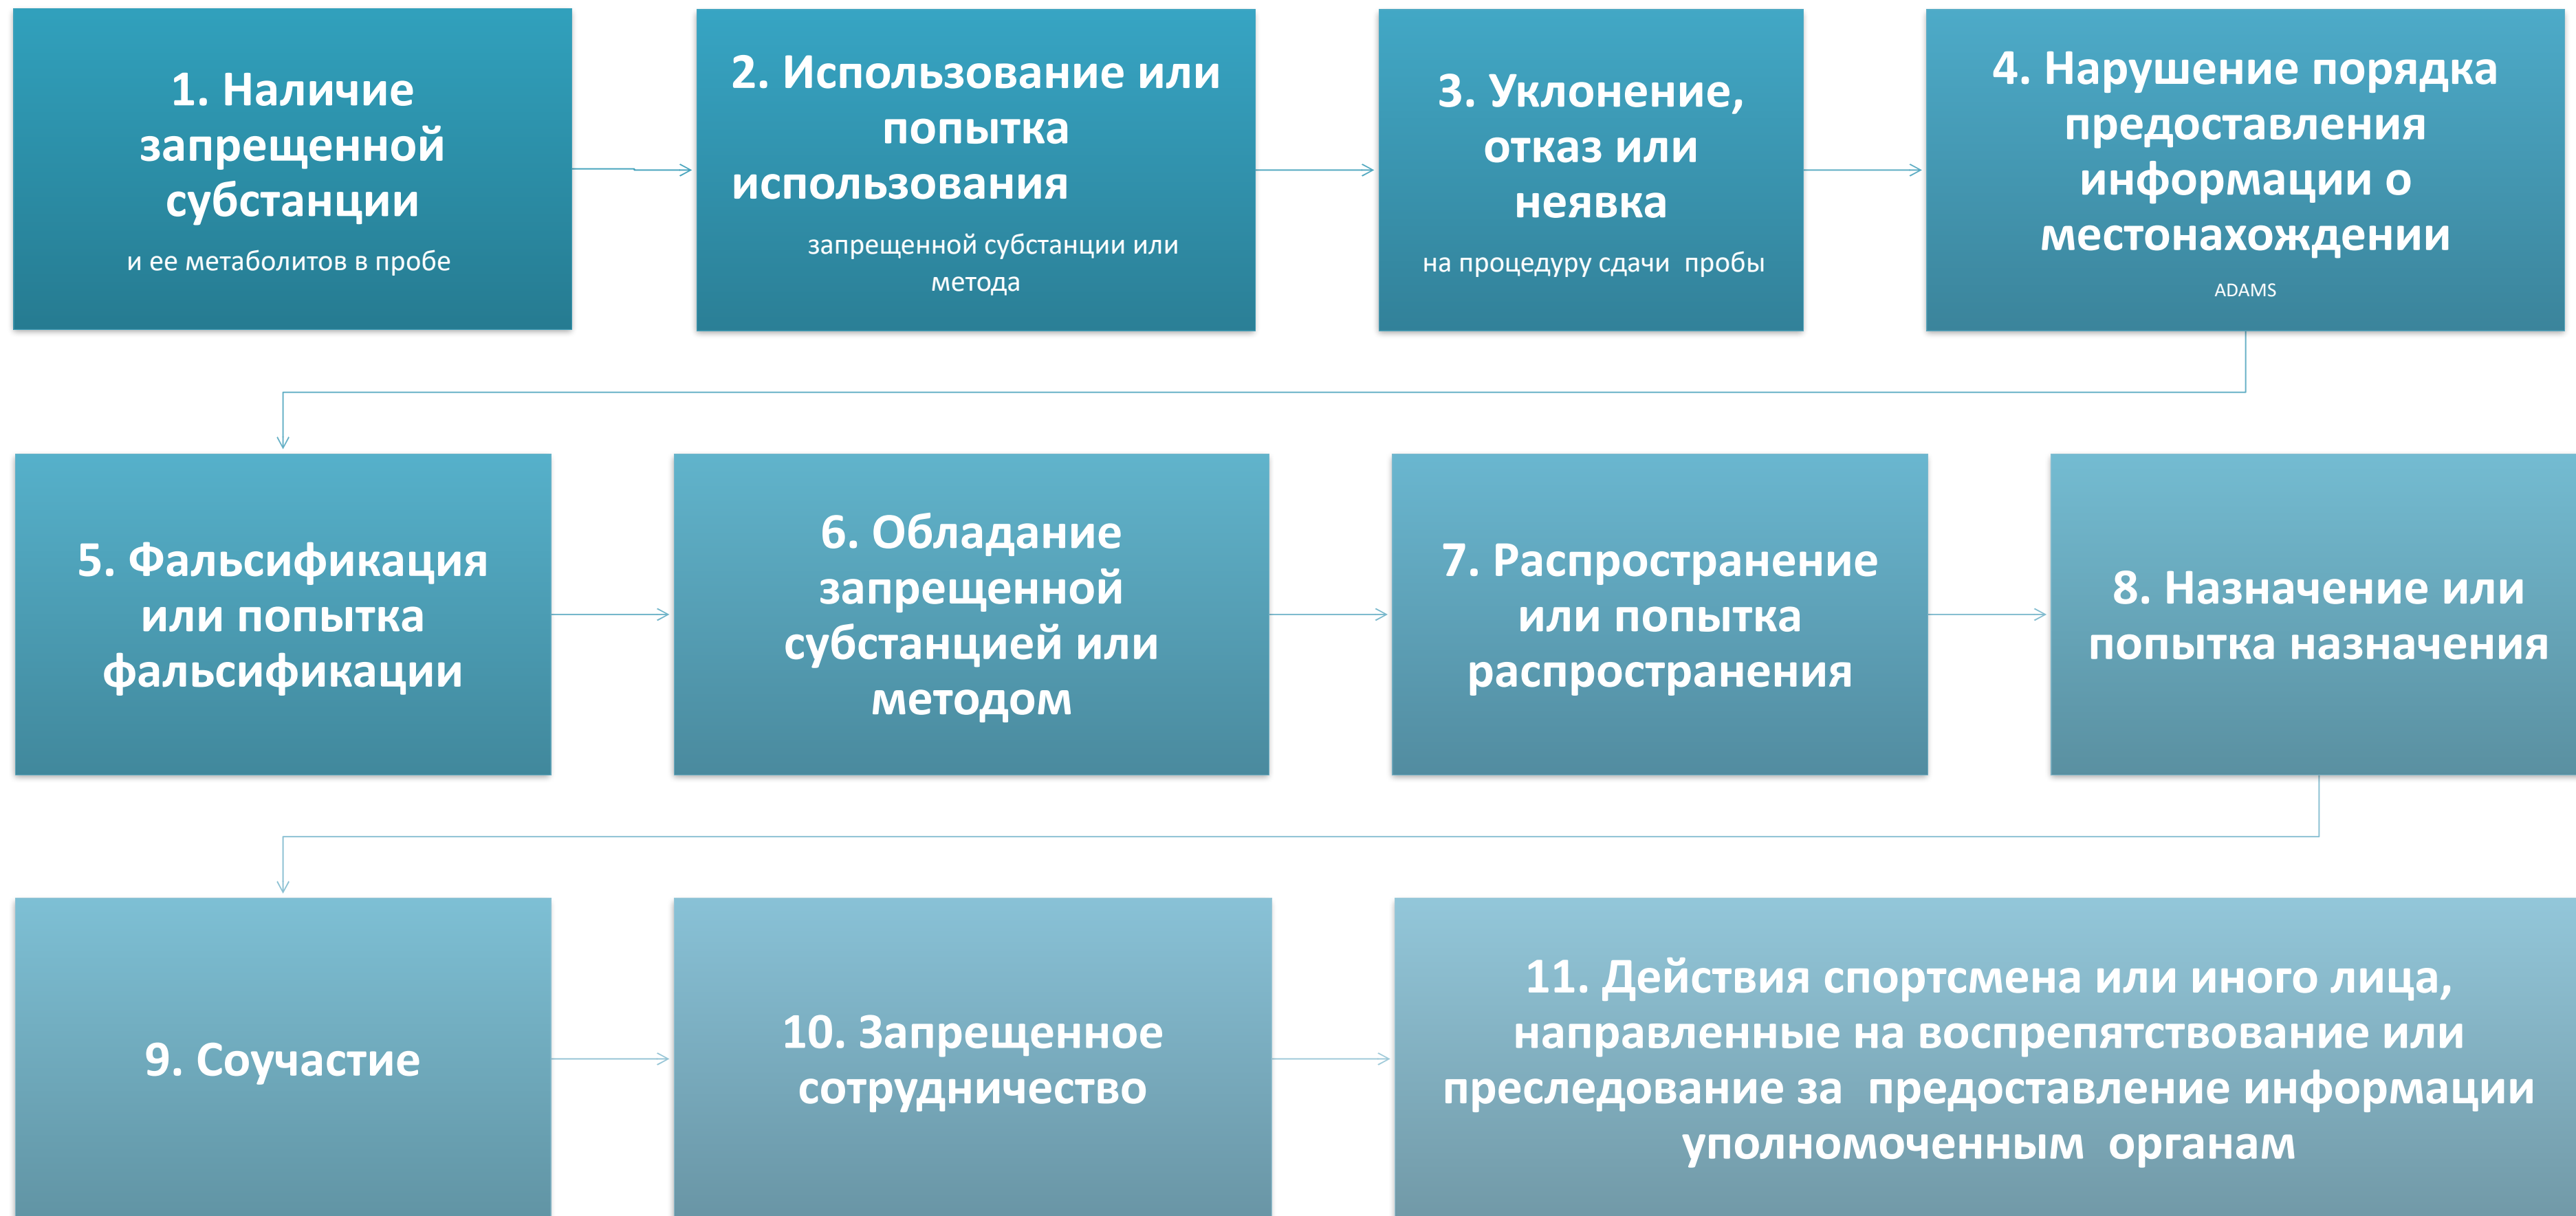 1. Наличие
запрещенной
субстанции
и ее метаболитов в пробе
2. Использование или
попытка
использования
запрещенной субстанции или
метода
3. Уклонение,
отказ или
неявка
на процедуру сдачи пробы
4. Нарушение порядка
предоставления
информации о
местонахождении
ADAMS
5. Фальсификация
или попытка
фальсификации
6. Обладание
запрещенной
субстанцией или
методом
7. Распространение
или попытка
распространения
8. Назначение или
попытка назначения
9. Соучастие
10. Запрещенное
сотрудничество
11. Действия спортсмена или иного лица,
направленные на воспрепятствование или
преследование за предоставление информации
уполномоченным органам